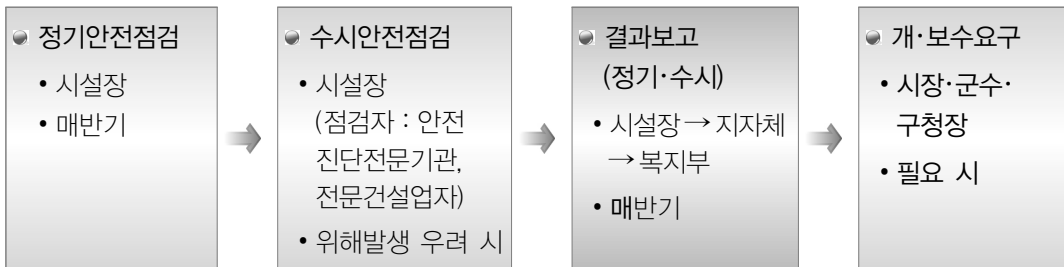 정기안전점검
• 시설장
• 매반기
수시안전점검
• 시설장
(점검자 : 안전
진단전문기관,
전문건설업자)
• 위해발생 우려 시
결과보고
(정기·수시)
• 시설장→지자체
→복지부
• 매반기
개·보수요구
• 시장·군수·
구청장
• 필요 시